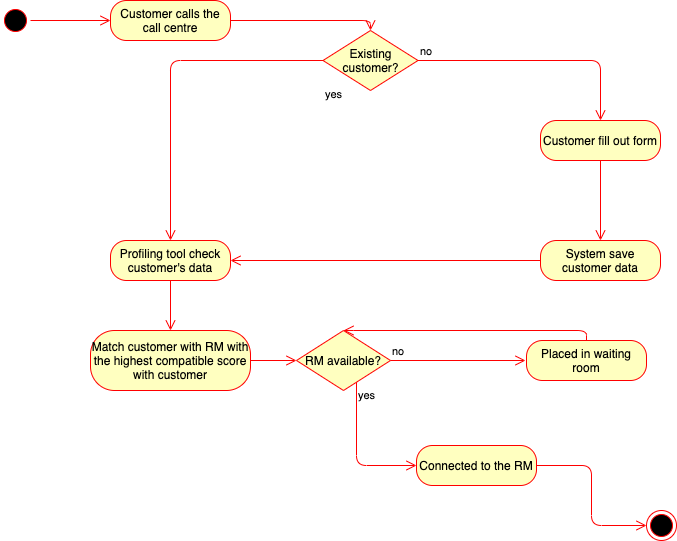 Customer calls the
call centre
Existing
customer?
no
yes
Customer fill out form
Profiling tool check
customer's data
System save
customer data
Match customer with RM with
the highest compatible score
with customer
RM available?
no
Placed in waiting
room
yes
Connected to the RM